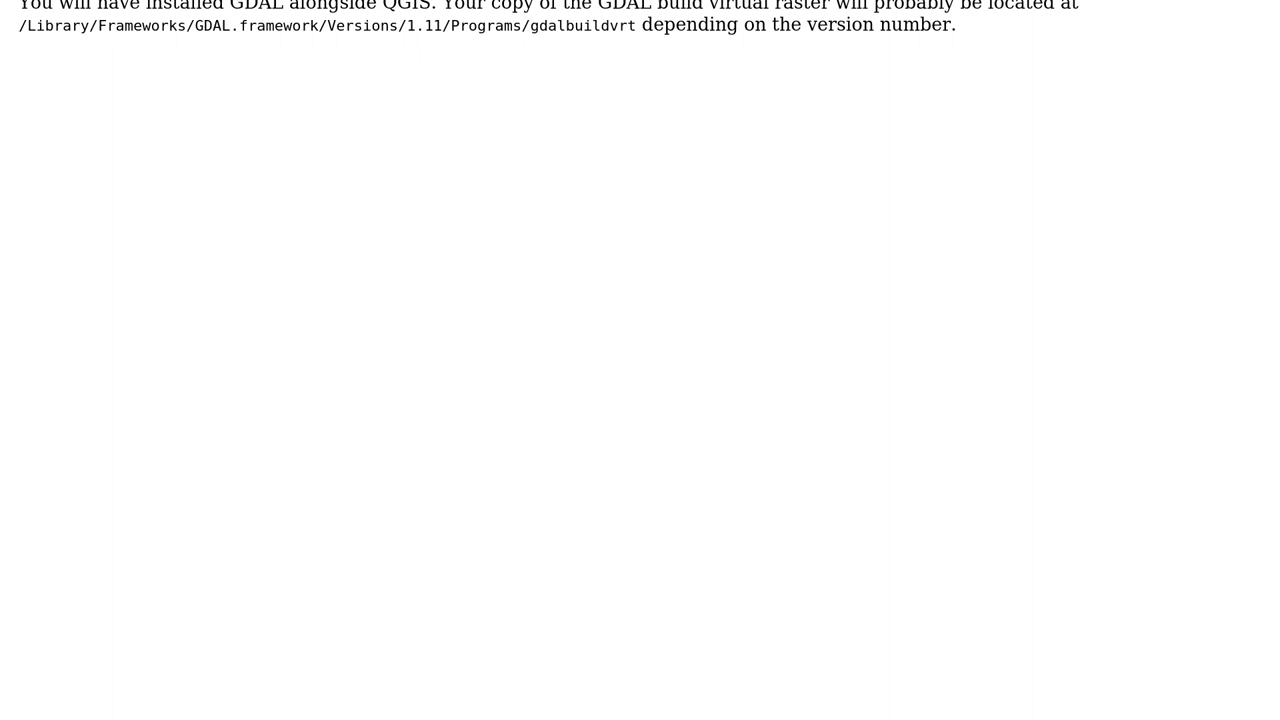 You will have installed GDAL alongside QGIS. Your copy of the GDAL build virtual raster will probably be located at
/Library/Frameworks/GDAL.framework/Versions/1.11/Programs/gdalbuildvrt depending on the version number.